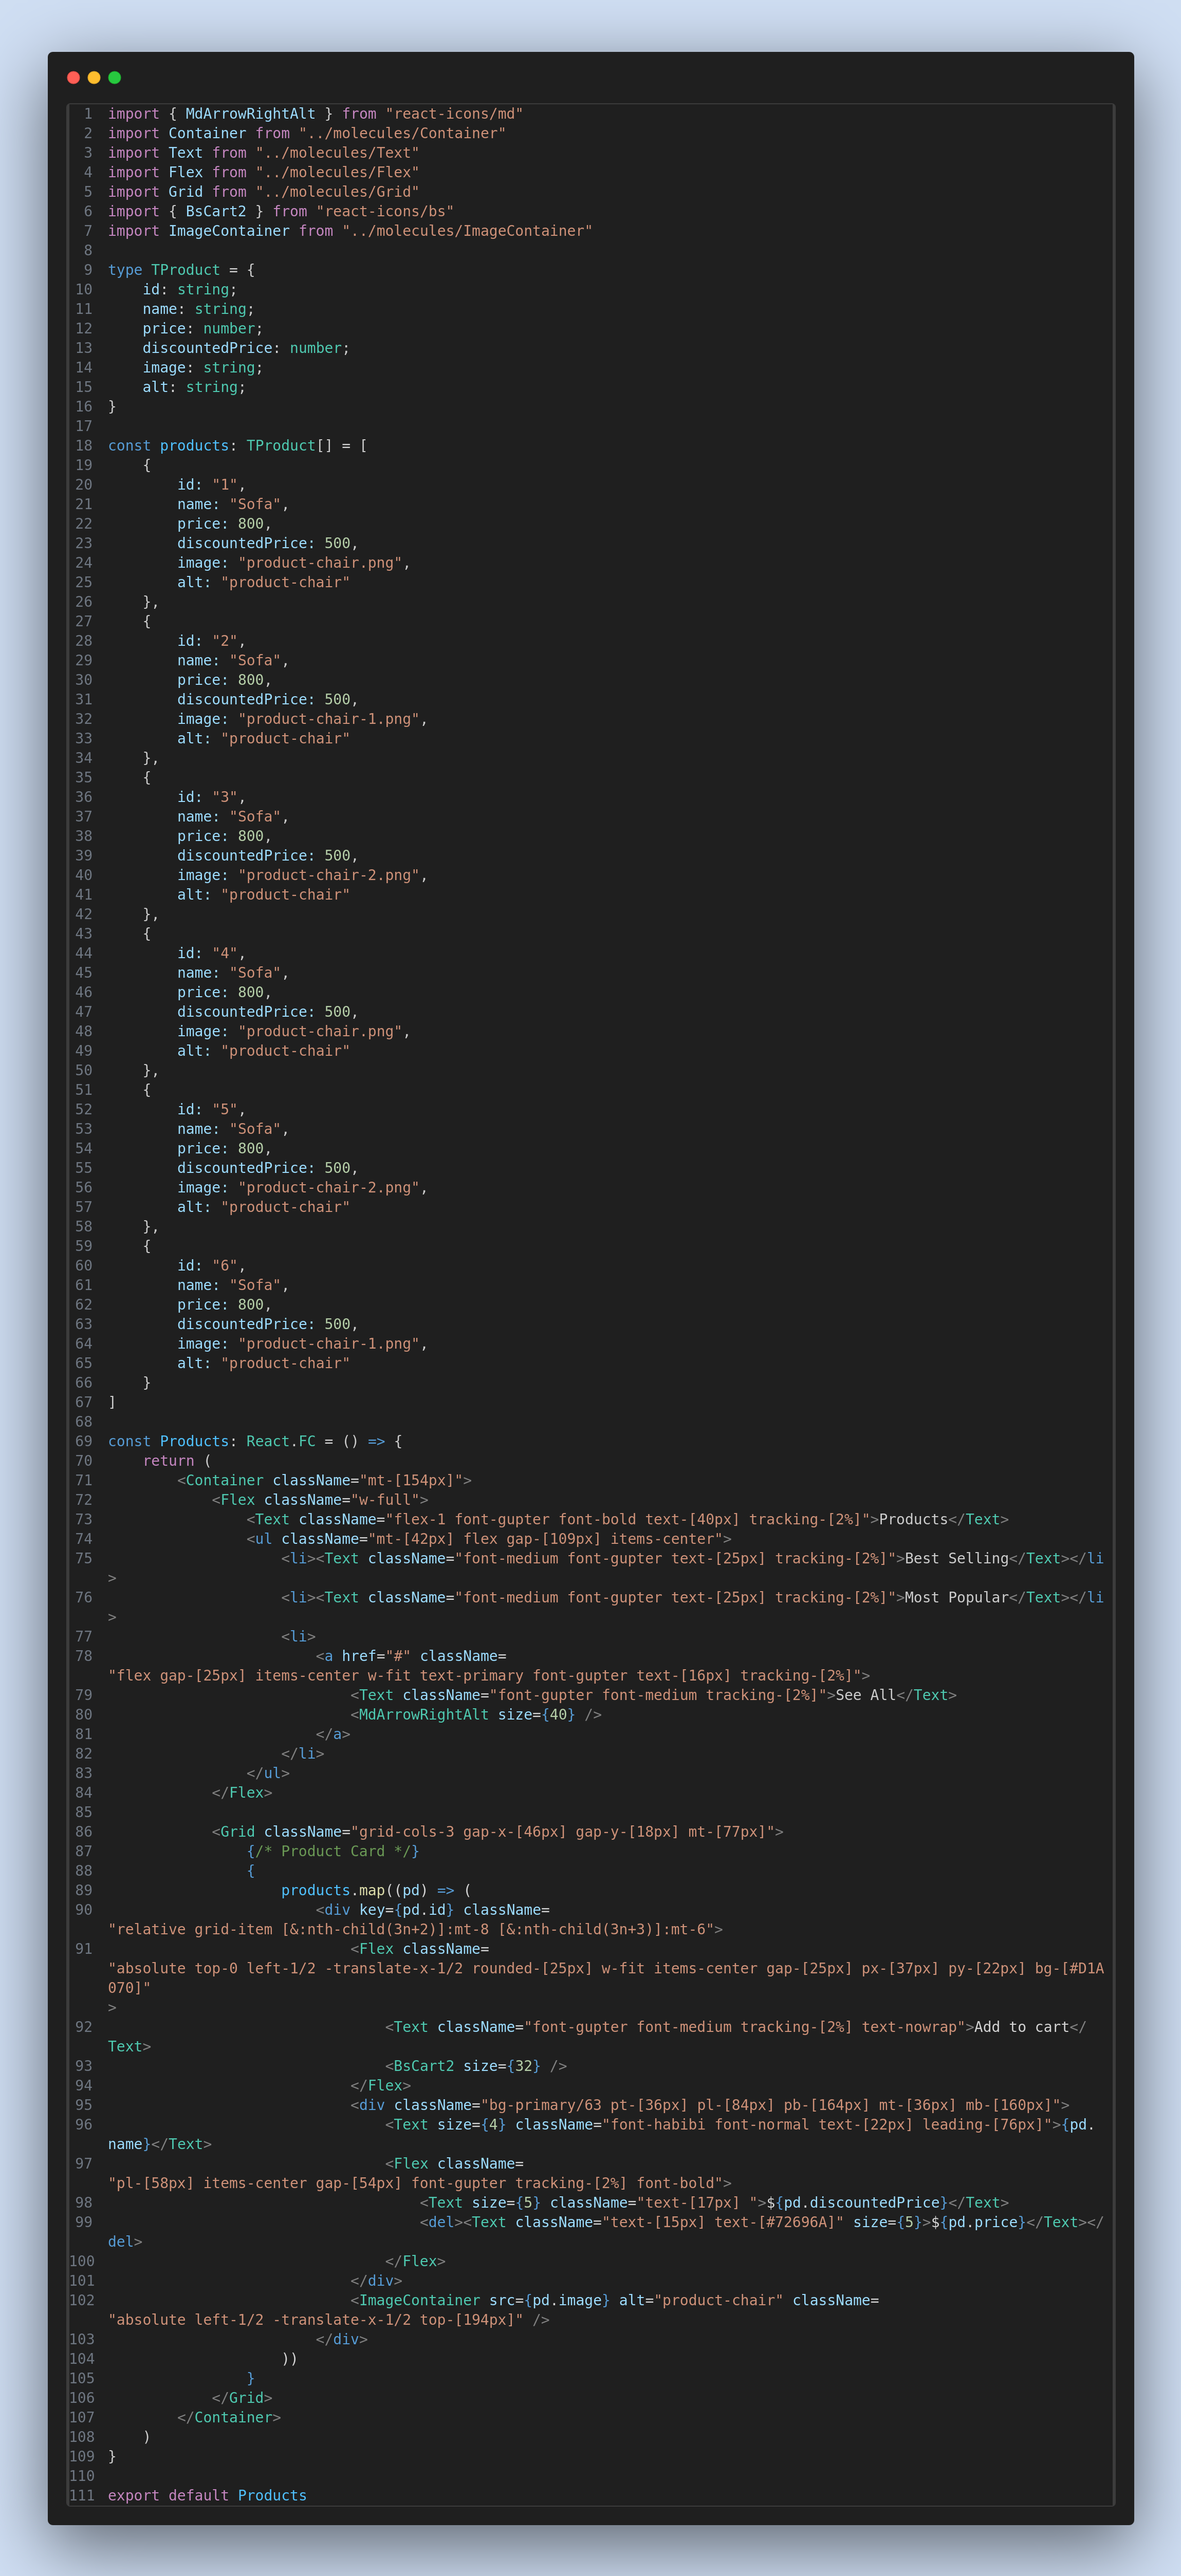 1 import { MdArrowRightAlt } from "react-icons/md"
2 import Container from "../molecules/Container"
3 import Text from "../molecules/Text"
4 import Flex from "../molecules/Flex"
5 import Grid from "../molecules/Grid"
6 import { BsCart2 } from "react-icons/bs"
7 import ImageContainer from "../molecules/ImageContainer"
8
9 type TProduct = {
10     id: string;
11     name: string;
12     price: number;
13     discountedPrice: number;
14     image: string;
15     alt: string;
16 }
17
18 const products: TProduct[] = [
19     {
20         id: "1",
21         name: "Sofa",
22         price: 800,
23         discountedPrice: 500,
24         image: "product-chair.png",
25         alt: "product-chair"
26     },
27     {
28         id: "2",
29         name: "Sofa",
30         price: 800,
31         discountedPrice: 500,
32         image: "product-chair-1.png",
33         alt: "product-chair"
34     },
35     {
36         id: "3",
37         name: "Sofa",
38         price: 800,
39         discountedPrice: 500,
40         image: "product-chair-2.png",
41         alt: "product-chair"
42     },
43     {
44         id: "4",
45         name: "Sofa",
46         price: 800,
47         discountedPrice: 500,
48         image: "product-chair.png",
49         alt: "product-chair"
50     },
51     {
52         id: "5",
53         name: "Sofa",
54         price: 800,
55         discountedPrice: 500,
56         image: "product-chair-2.png",
57         alt: "product-chair"
58     },
59     {
60         id: "6",
61         name: "Sofa",
62         price: 800,
63         discountedPrice: 500,
64         image: "product-chair-1.png",
65         alt: "product-chair"
66     }
67 ]
68
69 const Products: React.FC = () => {
70     return (
71         <Container className="mt-[154px]">
72             <Flex className="w-full">
73                 <Text className="flex-1 font-gupter font-bold text-[40px] tracking-[2%]">Products</Text>
74                 <ul className="mt-[42px] flex gap-[109px] items-center">
75                     <li><Text className="font-medium font-gupter text-[25px] tracking-[2%]">Best Selling</Text></li
>
76                     <li><Text className="font-medium font-gupter text-[25px] tracking-[2%]">Most Popular</Text></li
>
77                     <li>
78                         <a href="#" className=
"flex gap-[25px] items-center w-fit text-primary font-gupter text-[16px] tracking-[2%]">
79                             <Text className="font-gupter font-medium tracking-[2%]">See All</Text>
80                             <MdArrowRightAlt size={40} />
81                         </a>
82                     </li>
83                 </ul>
84             </Flex>
85
86             <Grid className="grid-cols-3 gap-x-[46px] gap-y-[18px] mt-[77px]">
87                 {/* Product Card */}
88                 {
89                     products.map((pd) => (
90                         <div key={pd.id} className=
"relative grid-item [&:nth-child(3n+2)]:mt-8 [&:nth-child(3n+3)]:mt-6">
91                             <Flex className=
"absolute top-0 left-1/2 -translate-x-1/2 rounded-[25px] w-fit items-center gap-[25px] px-[37px] py-[22px] bg-[#D1A
070]"
>
92                                 <Text className="font-gupter font-medium tracking-[2%] text-nowrap">Add to cart</
Text>
93                                 <BsCart2 size={32} />
94                             </Flex>
95                             <div className="bg-primary/63 pt-[36px] pl-[84px] pb-[164px] mt-[36px] mb-[160px]">
96                                 <Text size={4} className="font-habibi font-normal text-[22px] leading-[76px]">{pd.
name}</Text>
97                                 <Flex className=
"pl-[58px] items-center gap-[54px] font-gupter tracking-[2%] font-bold">
98                                     <Text size={5} className="text-[17px] ">${pd.discountedPrice}</Text>
99                                     <del><Text className="text-[15px] text-[#72696A]" size={5}>${pd.price}</Text></
del>
100                                 </Flex>
101                             </div>
102                             <ImageContainer src={pd.image} alt="product-chair" className=
"absolute left-1/2 -translate-x-1/2 top-[194px]" />
103                         </div>
104                     ))
105                 }
106             </Grid>
107         </Container>
108     )
109 }
110
111 export default Products